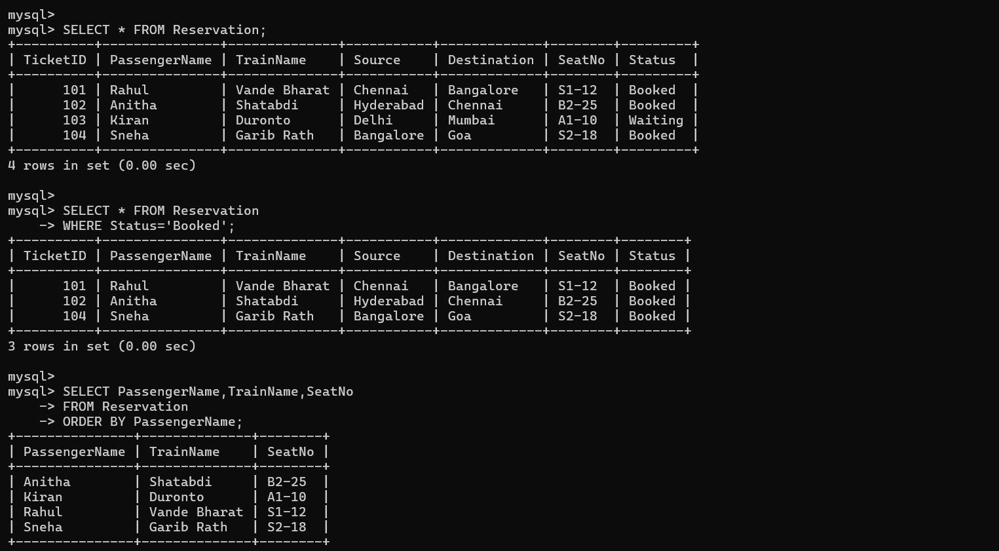 mysql>
mysql> SELECT * FROM Reservation;
+----------+---------------+--------------+-----------+-------------+--------+---------+
| TicketID | PassengerName | TrainName    | Source    | Destination | SeatNo | Status  |
+----------+---------------+--------------+-----------+-------------+--------+---------+
|      101 | Rahul         | Vande Bharat | Chennai   | Bangalore   | S1-12  | Booked  |
|      102 | Anitha        | Shatabdi     | Hyderabad | Chennai     | B2-25  | Booked  |
|      103 | Kiran         | Duronto      | Delhi     | Mumbai      | A1-10  | Waiting |
|      104 | Sneha         | Garib Rath   | Bangalore | Goa         | S2-18  | Booked  |
+----------+---------------+--------------+-----------+-------------+--------+---------+
4 rows in set (0.00 sec)

mysql>
mysql> SELECT * FROM Reservation
    -> WHERE Status='Booked';
+----------+---------------+--------------+-----------+-------------+--------+--------+
| TicketID | PassengerName | TrainName    | Source    | Destination | SeatNo | Status |
+----------+---------------+--------------+-----------+-------------+--------+--------+
|      101 | Rahul         | Vande Bharat | Chennai   | Bangalore   | S1-12  | Booked |
|      102 | Anitha        | Shatabdi     | Hyderabad | Chennai     | B2-25  | Booked |
|      104 | Sneha         | Garib Rath   | Bangalore | Goa         | S2-18  | Booked |
+----------+---------------+--------------+-----------+-------------+--------+--------+
3 rows in set (0.00 sec)

mysql>
mysql> SELECT PassengerName,TrainName,SeatNo
    -> FROM Reservation
    -> ORDER BY PassengerName;
+---------------+--------------+--------+
| PassengerName | TrainName    | SeatNo |
+---------------+--------------+--------+
| Anitha        | Shatabdi     | B2-25  |
| Kiran         | Duronto      | A1-10  |
| Rahul         | Vande Bharat | S1-12  |
| Sneha         | Garib Rath   | S2-18  |
+---------------+--------------+--------+